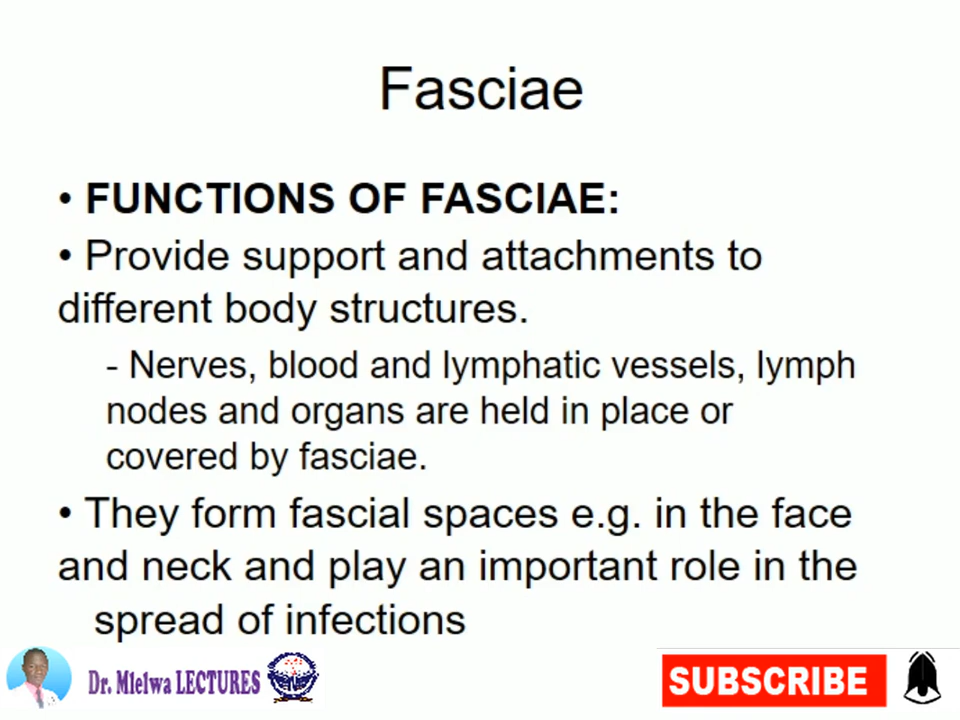 Fasciae
• FUNCTIONS OF FASCIAE:
• Provide support and attachments to
different body structures.
- Nerves, blood and lymphatic vessels, lymph
nodes and organs are held in place or
covered by fasciae.
• They form fascial spaces e.g. in the face
and neck and play an important role in the
spread of infections
Dr. Mlelwa LECTURES
SUBSCRIBE